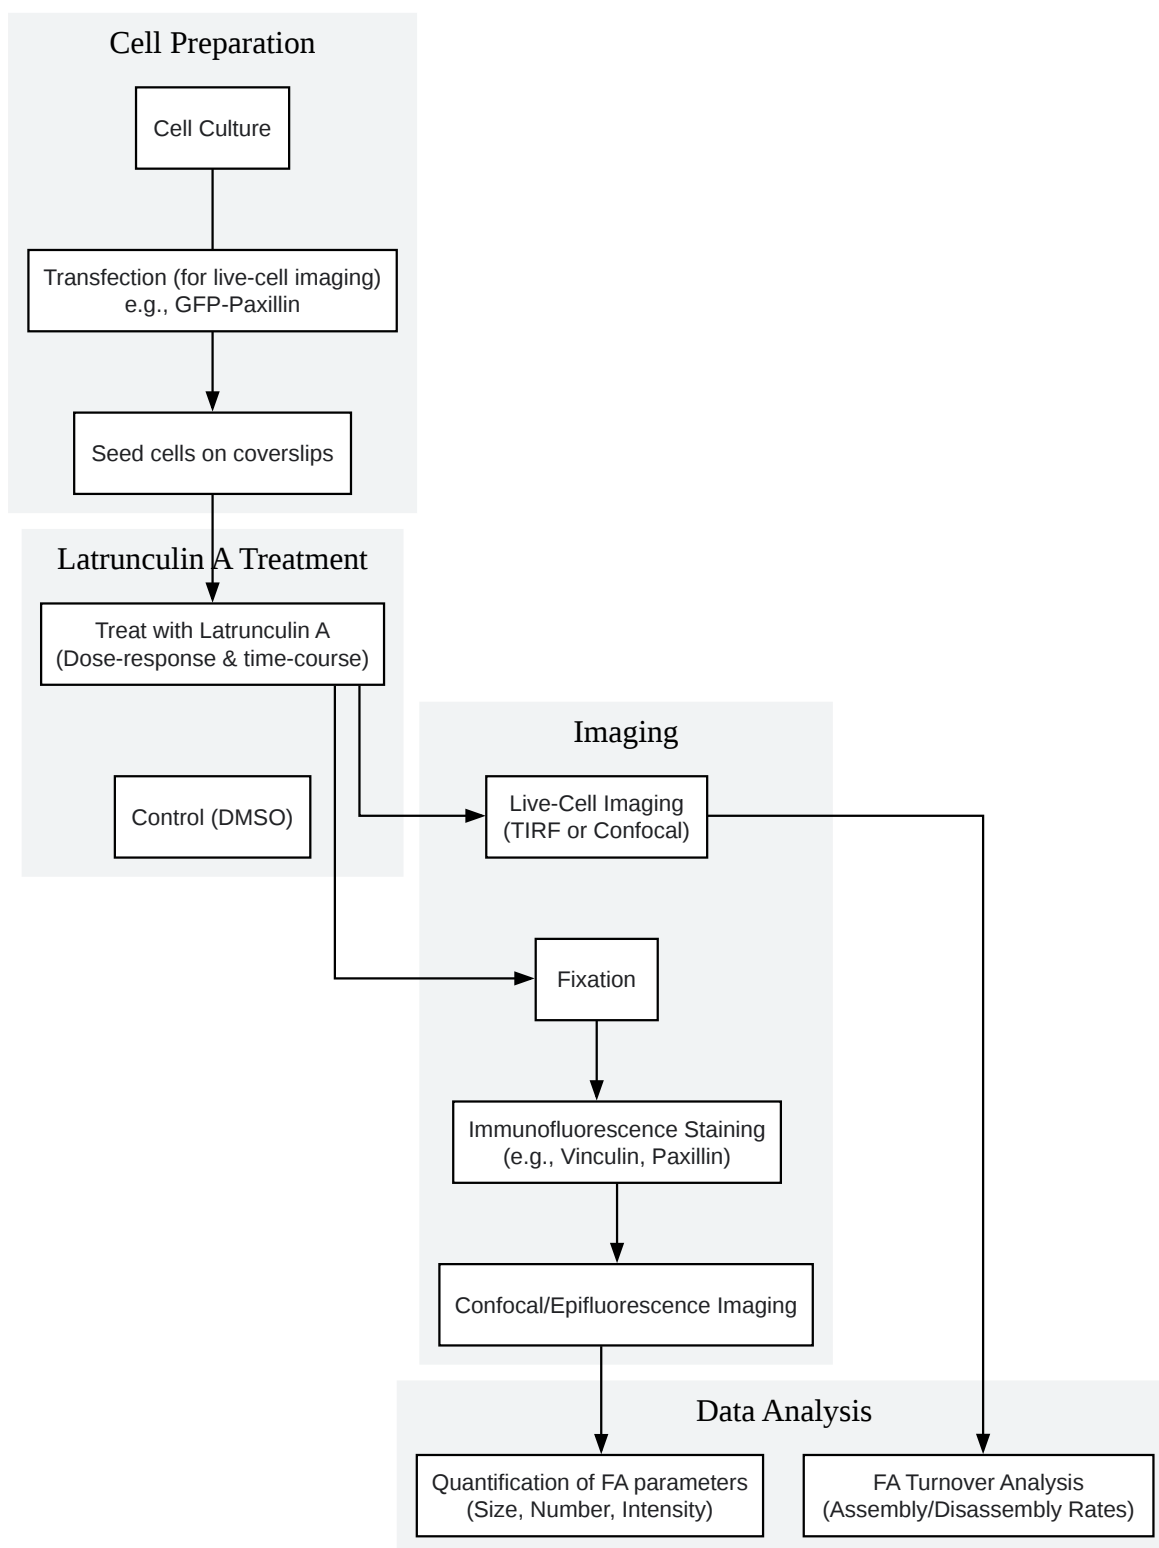 Cell Preparation
Cell Culture
Transfection (for live-cell imaging)
e.g., GFP-Paxillin
Seed cells on coverslips
Latrunculin A Treatment
Treat with Latrunculin A
(Dose-response & time-course)
Control (DMSO)
Imaging
Live-Cell Imaging
(TIRF or Confocal)
Fixation
Immunofluorescence Staining
(e.g., Vinculin, Paxillin)
Confocal/Epifluorescence Imaging
Data Analysis
Quantification of FA parameters
(Size, Number, Intensity)
FA Turnover Analysis
(Assembly/Disassembly Rates)